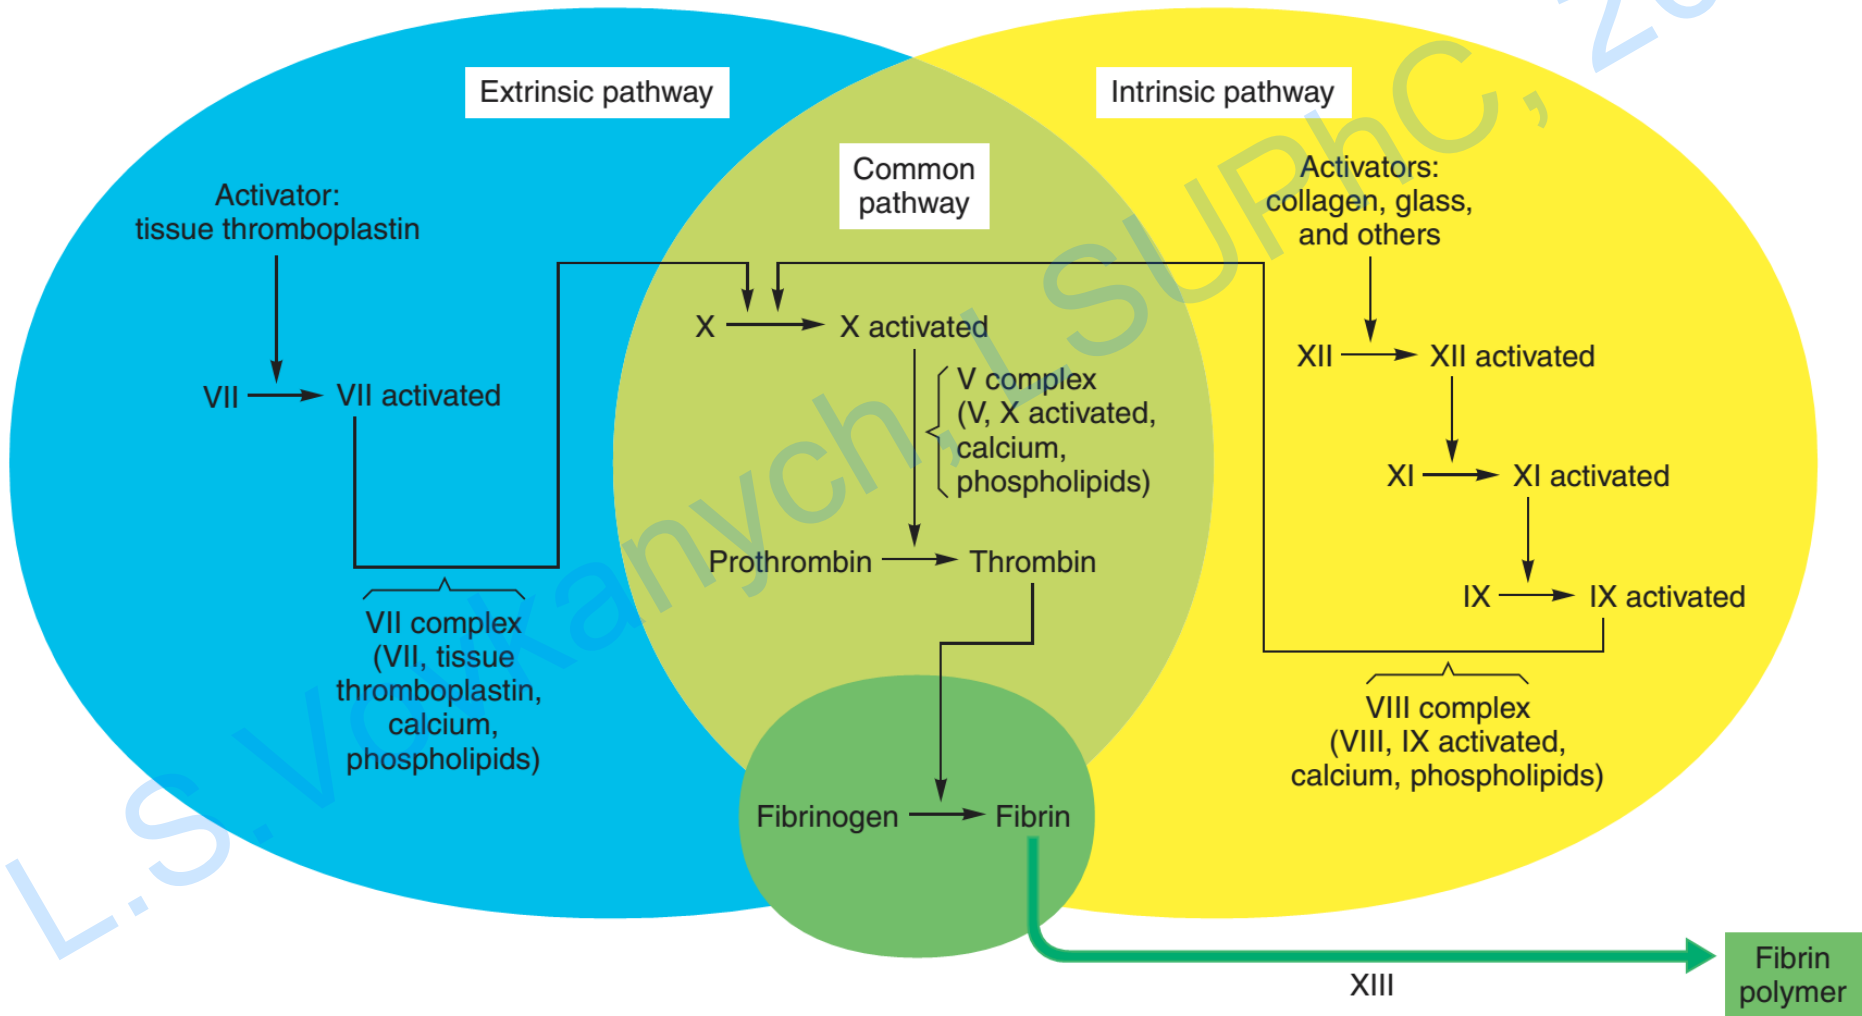 Extrinsic pathway
Intrinsic pathway
Common
pathway
Activator:
tissue thromboplastin
VII
VII activated
VII complex
(VII, tissue
thromboplastin,
calcium,
phospholipids)
X
X activated
V complex
(V, X activated,
calcium,
phospholipids)
Prothrombin
Thrombin
Fibrinogen
Fibrin
Activators:
collagen, glass,
and others
XII
XII activated
XI
XI activated
IX
IX activated
VIII complex
(VIII, IX activated,
calcium, phospholipids)
XIII
Fibrin
polymer
L.S. Vovkanych, LSUPhC,